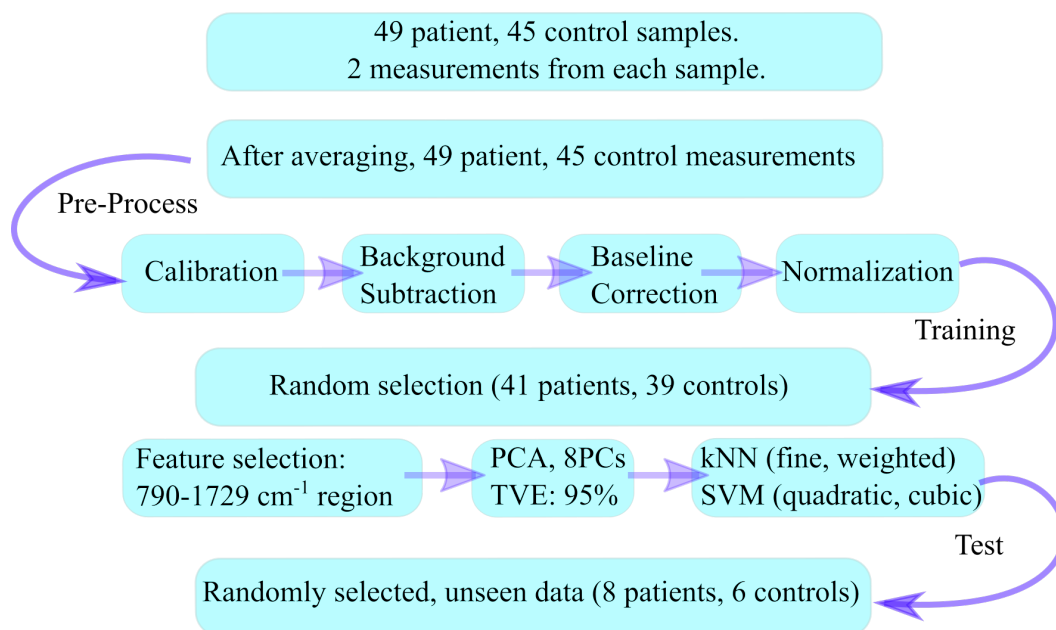 49 patient, 45 control samples.
2 measurements from each sample.
After averaging, 49 patient, 45 control measurements
Pre-Process
Calibration
Background
Subtraction
Baseline
Correction
Normalization
Training
Random selection (41 patients, 39 controls)
Feature selection:
790-1729 cm⁻¹ region
PCA, 8PCs
TVE: 95%
kNN (fine, weighted)
SVM (quadratic, cubic)
Test
Randomly selected, unseen data (8 patients, 6 controls)